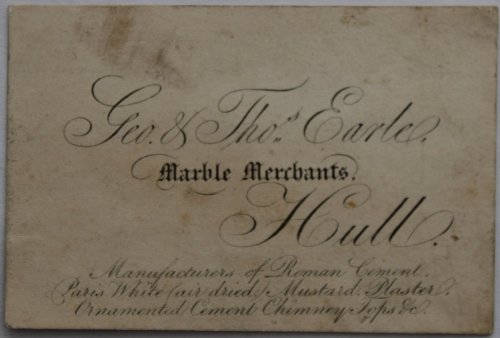 Geo. & Thos. Earle.
Marble Merchants.
Hull.
Manufacturers of Roman Cement.
Paris White (air dried) Mustard, Plaster,
Ornamented Cement Chimney Tops &c.